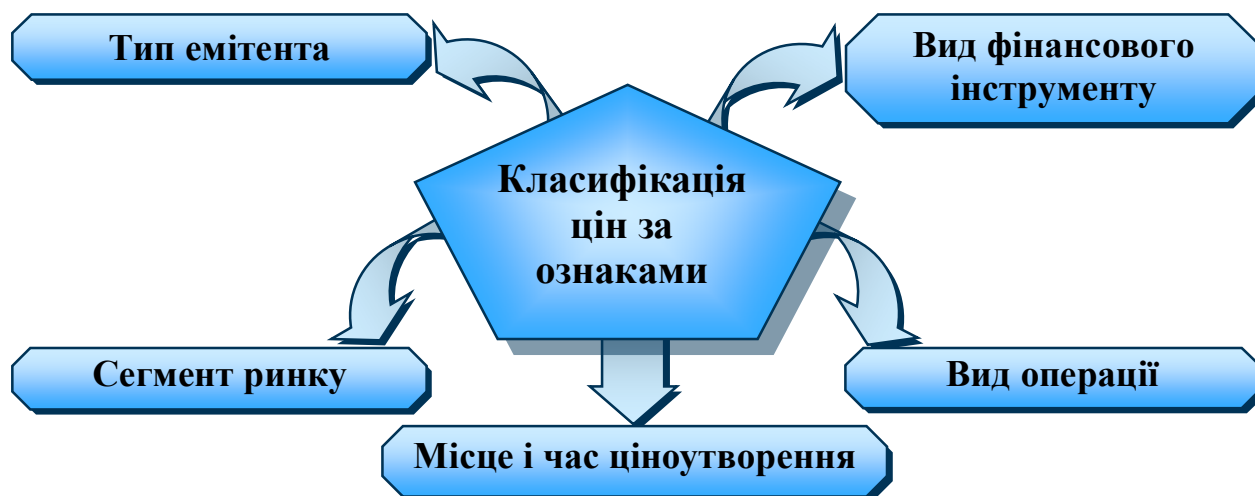 Тип емітента
Вид фінансового
інструменту
Класифікація
цін за
ознаками
Сегмент ринку
Вид операції
Місце і час ціноутворення